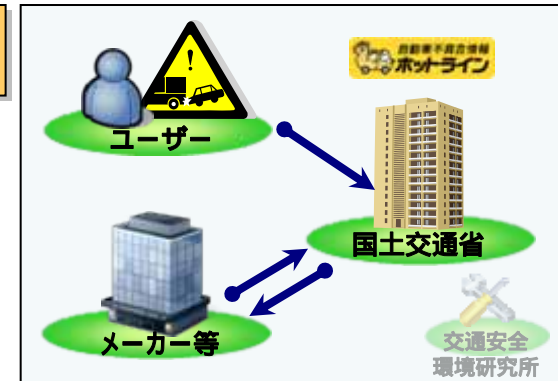 自動車不具合情報
ホットライン
ユーザー
国土交通省
メーカー等
交通安全
環境研究所